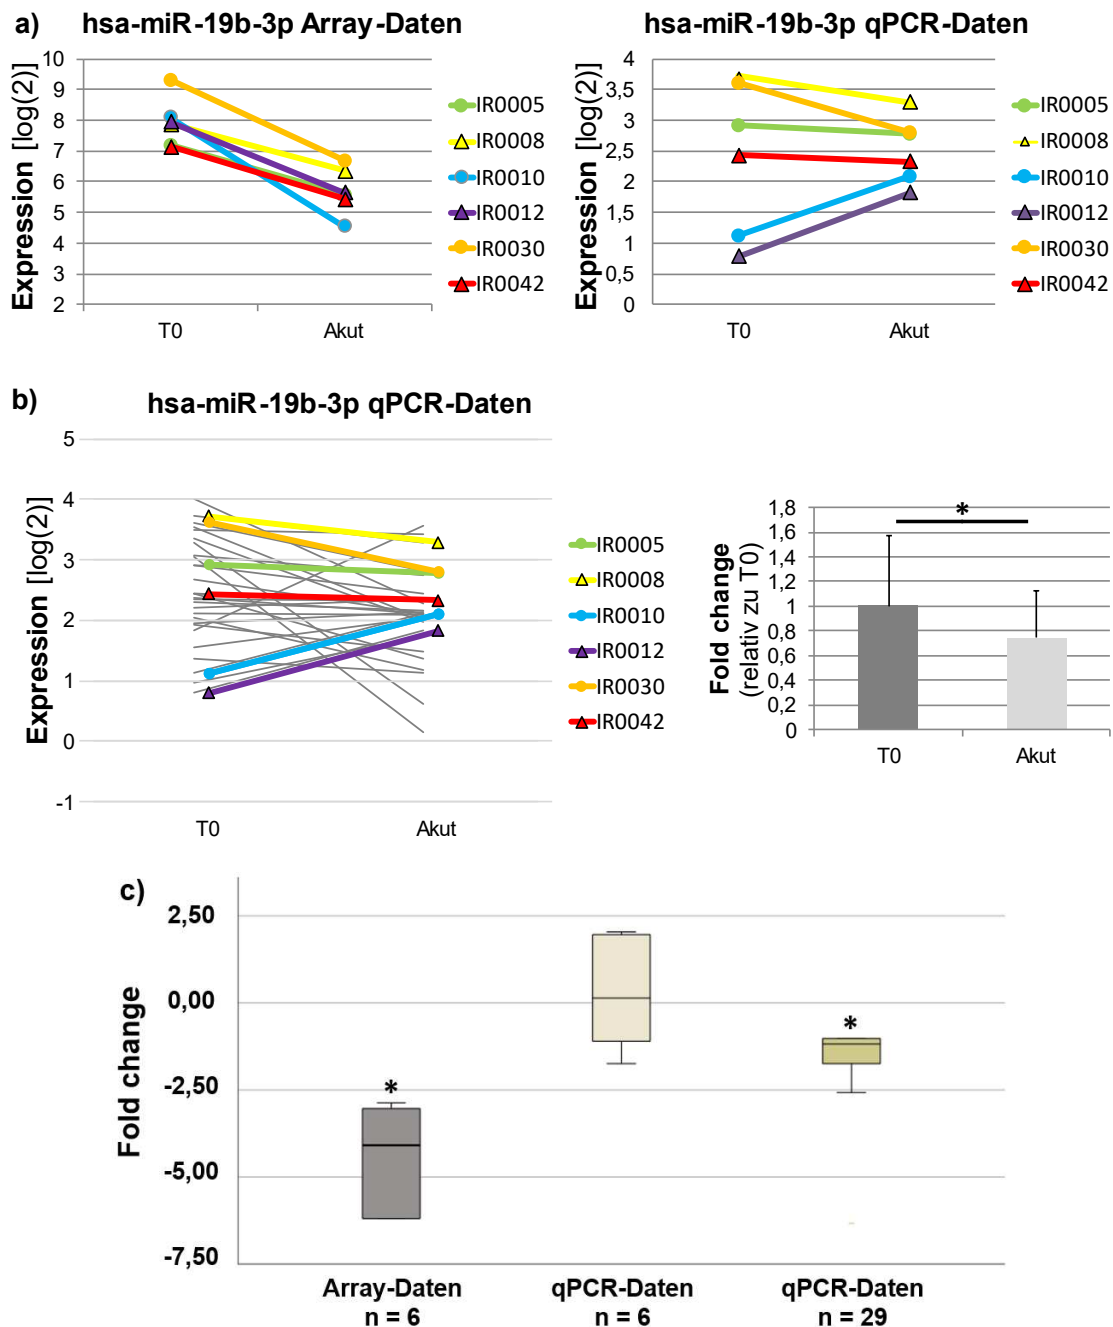 a)
hsa-miR-19b-3p Array-Daten
Expression [log(2)]
10
9
8
7
6
5
4
3
2
T0
Akut
IR0005
IR0008
IR0010
IR0012
IR0030
IR0042
hsa-miR-19b-3p qPCR-Daten
Expression [log(2)]
4
3,5
3
2,5
2
1,5
1
0,5
0
T0
Akut
IR0005
IR0008
IR0010
IR0012
IR0030
IR0042
b)
hsa-miR-19b-3p qPCR-Daten
Expression [log(2)]
5
4
3
2
1
0
-1
T0
Akut
IR0005
IR0008
IR0010
IR0012
IR0030
IR0042
Fold change
(relativ zu T0)
1,8
1,6
1,4
1,2
1
0,8
0,6
0,4
0,2
0
*
T0
Akut
c)
Fold change
2,50
0,00
-2,50
-5,00
-7,50
*
*
Array-Daten
n = 6
qPCR-Daten
n = 6
qPCR-Daten
n = 29